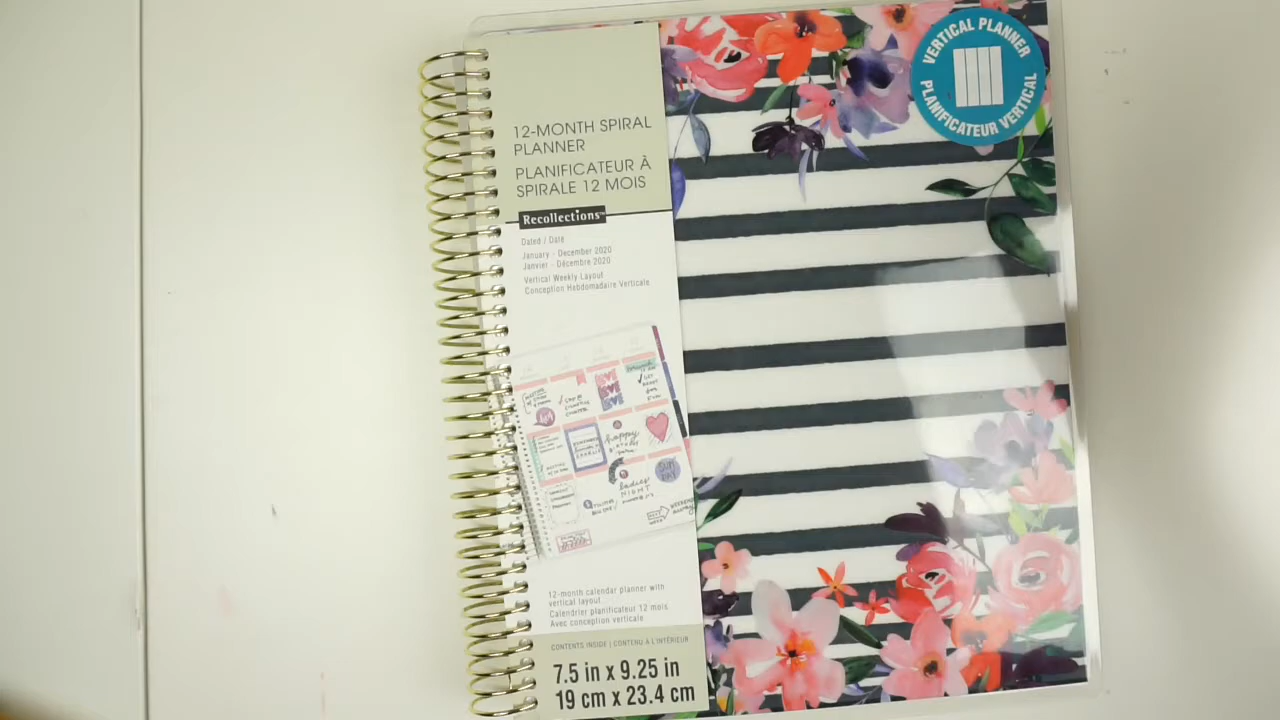 12-MONTH SPIRAL
PLANNER
PLANIFICATEUR À
SPIRALE 12 MOIS
Recollections™
Dated / Daté
January - December 2020
Janvier - Décembre 2020
Vertical Weekly Layout
Conception Hebdomadaire Verticale
12-month calendar planner with
vertical layout
Calendrier planificateur 12 mois
Avec conception verticale
CONTENTS INSIDE | CONTENU À L'INTÉRIEUR
7.5 in x 9.25 in
19 cm x 23.4 cm
VERTICAL PLANNER
PLANIFICATEUR VERTICAL